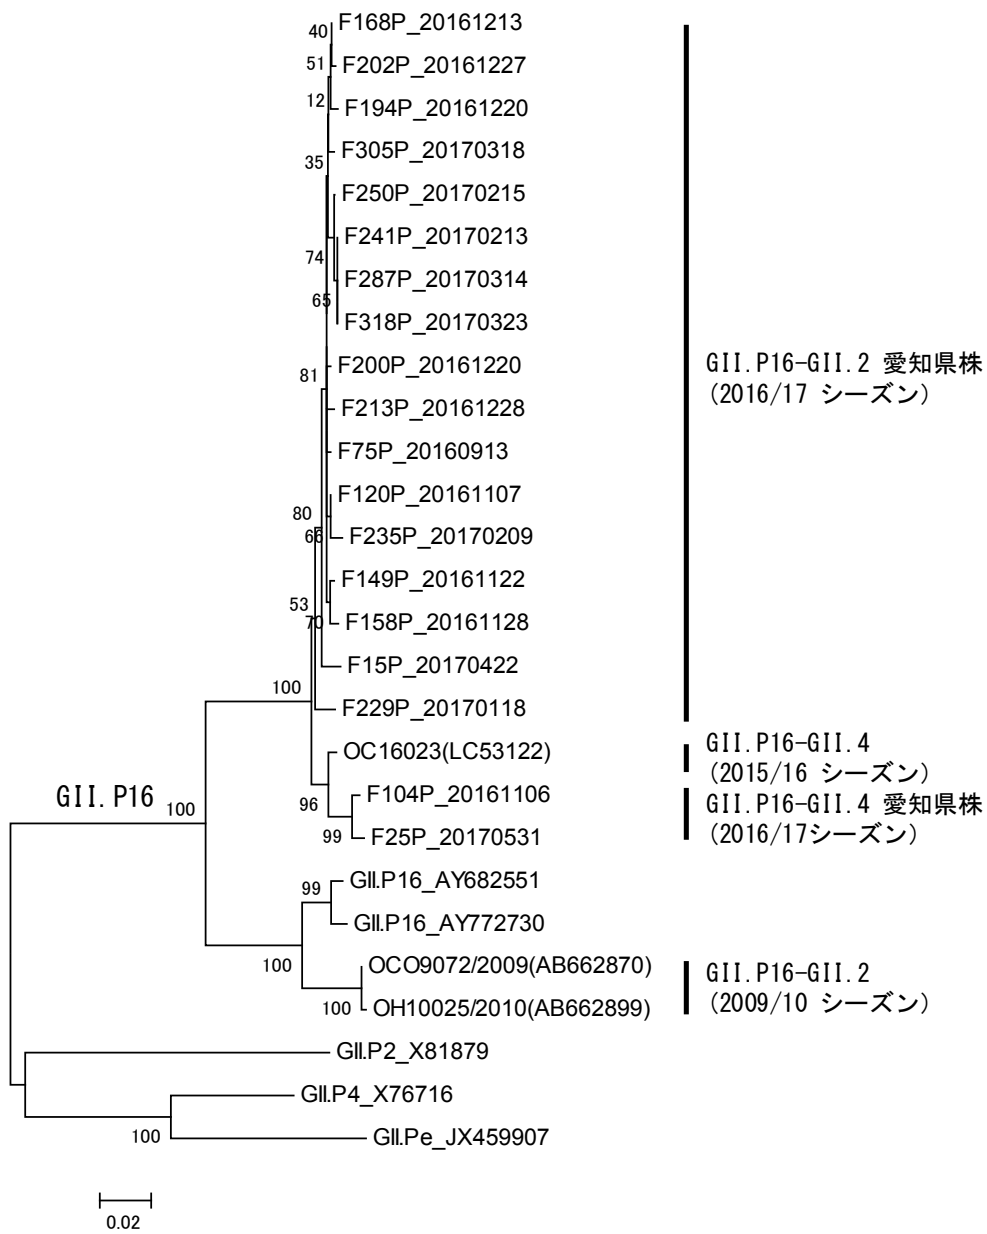 40
F168P_20161213
51
F202P_20161227
12
F194P_20161220
F305P_20170318
35
F250P_20170215
F241P_20170213
74
F287P_20170314
65
F318P_20170323
F200P_20161220
81
GII.P16-GII.2 愛知県株
(2016/17 シーズン)
F213P_20161228
F75P_20160913
F120P_20161107
80
66
F235P_20170209
F149P_20161122
53
70
F158P_20161128
F15P_20170422
100
F229P_20170118
OC16023(LC53122)
GII.P16-GII.4
(2015/16 シーズン)
GII.P16
100
96
F104P_20161106
GII.P16-GII.4 愛知県株
(2016/17シーズン)
99
F25P_20170531
99
GII.P16_AY682551
GII.P16_AY772730
100
OC09072/2009(AB662870)
GII.P16-GII.2
(2009/10 シーズン)
100
OH10025/2010(AB662899)
GII.P2_X81879
GII.P4_X76716
100
GII.Pe_JX459907
0.02